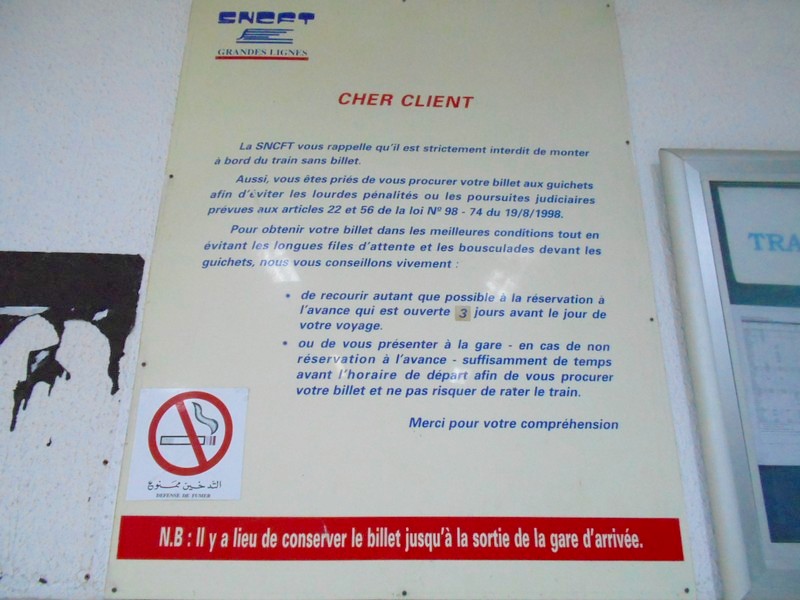 SNCFT
GRANDES LIGNES
CHER CLIENT
La SNCFT vous rappelle qu'il est strictement interdit de monter
à bord du train sans billet.
Aussi, vous êtes priés de vous procurer votre billet aux guichets
afin d'éviter les lourdes pénalités ou les poursuites judiciaires
prévues aux articles 22 et 56 de la loi N° 98 - 74 du 19/8/1998.
Pour obtenir votre billet dans les meilleures conditions tout en
évitant les longues files d'attente et les bousculades devant les
guichets, nous vous conseillons vivement :
• de recourir autant que possible à la réservation à
l'avance qui est ouverte 3 jours avant le jour de
votre voyage.
• ou de vous présenter à la gare - en cas de non
réservation à l'avance - suffisamment de temps
avant l'horaire de départ afin de vous procurer
votre billet et ne pas risquer de rater le train.
Merci pour votre compréhension
التدخين ممنوع
DEFENSE DE FUMER
N.B : Il y a lieu de conserver le billet jusqu'à la sortie de la gare d'arrivée.
TRA